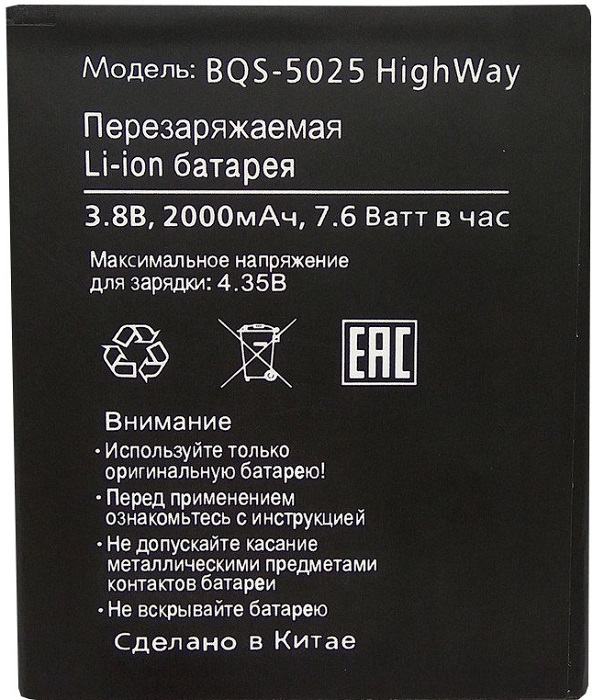 Модель: BQS-5025 HighWay
Перезаряжаемая
Li-ion батарея
3.8В, 2000мАч, 7.6 Ватт в час
Максимальное напряжение
для зарядки: 4.35В
EAC
Внимание
• Используйте только
оригинальную батарею!
• Перед применением
ознакомьтесь с инструкцией
• Не допускайте касание
металлическими предметами
контактов батареи
• Не вскрывайте батарею
Сделано в Китае